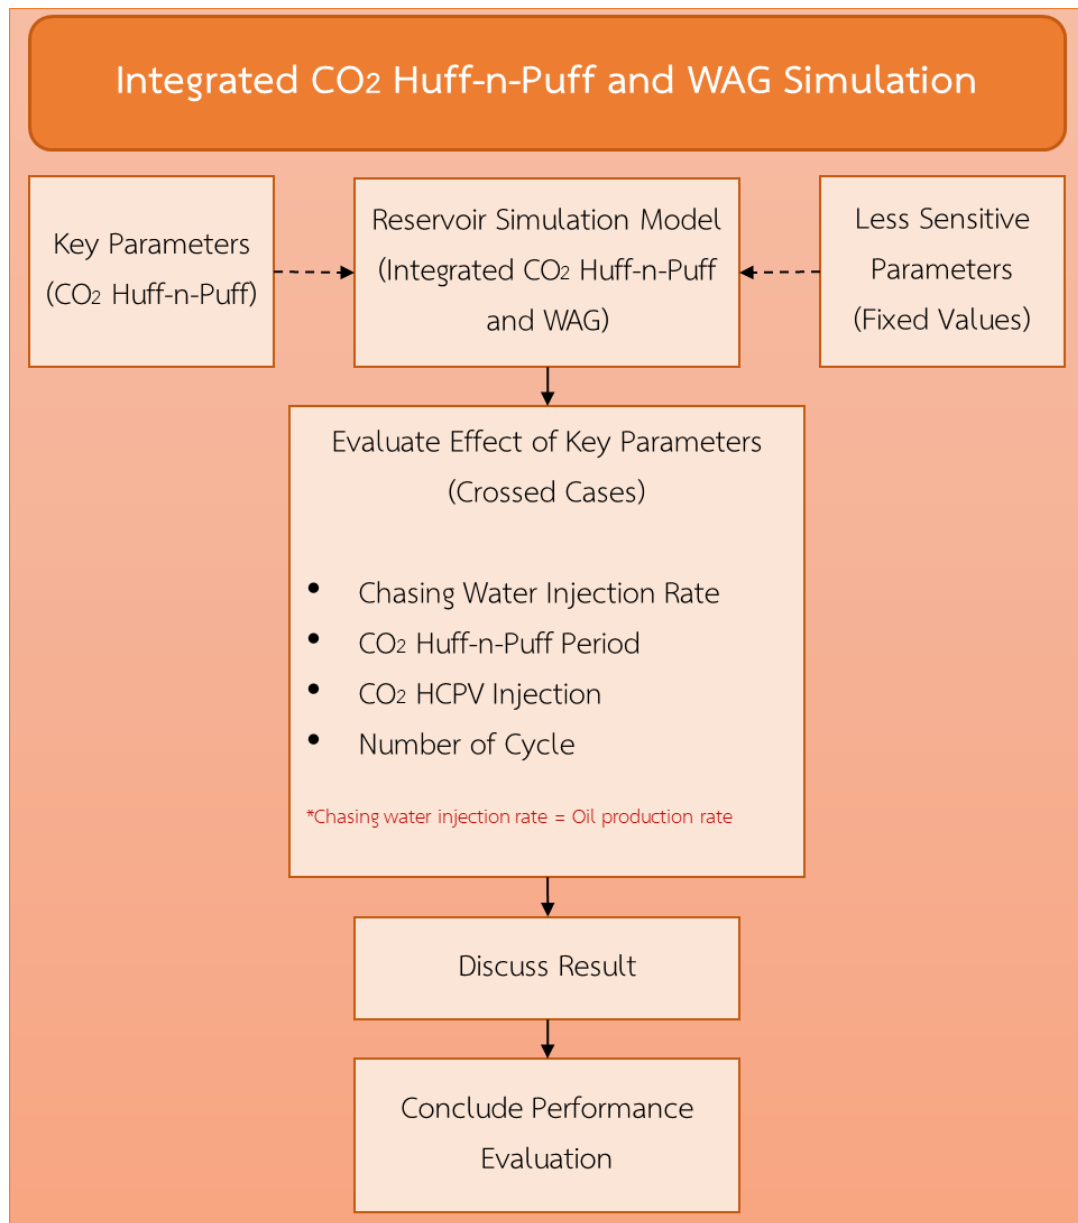 Integrated CO2 Huff-n-Puff and WAG Simulation
Key Parameters
(CO2 Huff-n-Puff)
Reservoir Simulation Model
(Integrated CO2 Huff-n-Puff
and WAG)
Less Sensitive
Parameters
(Fixed Values)
Evaluate Effect of Key Parameters
(Crossed Cases)
• Chasing Water Injection Rate
• CO2 Huff-n-Puff Period
• CO2 HCPV Injection
• Number of Cycle
*Chasing water injection rate = Oil production rate
Discuss Result
Conclude Performance
Evaluation